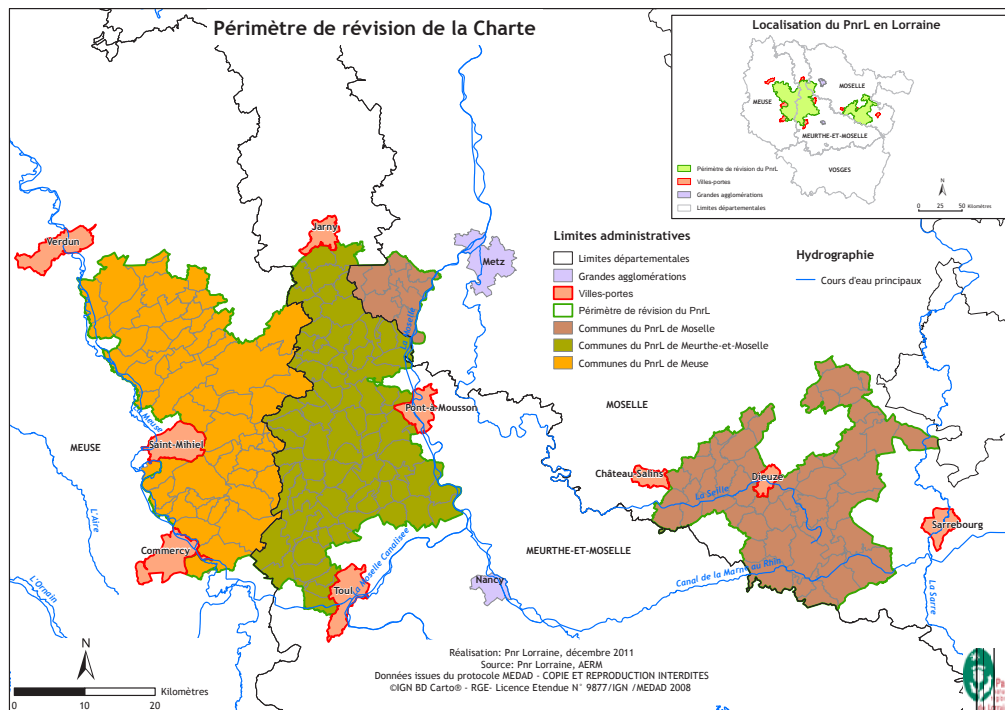 Périmètre de révision de la Charte
Localisation du PnrL en Lorraine
MOSELLE
MEUSE
MEURTHE-ET-MOSELLE
VOSGES
Périmètre de révision du PnrL
Villes-portes
Grandes agglomérations
Limites départementales
N
0 25 50 Kilomètres
Limites administratives
Limites départementales
Grandes agglomérations
Villes-portes
Périmètre de révision du PnrL
Communes du PnrL de Moselle
Communes du PnrL de Meurthe-et-Moselle
Communes du PnrL de Meuse
Hydrographie
Cours d'eau principaux
Verdun
Jarny
Metz
La Moselle
Pont-à-Mousson
MOSELLE
La Meuse
Saint-Mihiel
MEUSE
Château-Salins
Dieuze
La Seille
L'Aire
Sarrebourg
Commercy
MEURTHE-ET-MOSELLE
La Moselle Canalisée
Canal de la Marne au Rhin
L'Ornain
Toul
Nancy
La Sarre
N
0 10 20
Kilomètres
Réalisation: Pnr Lorraine, décembre 2011
Source: Pnr Lorraine, AERM
Données issues du protocole MEDAD - COPIE ET REPRODUCTION INTERDITES
©IGN BD Carto® - RGE- Licence Etendue N° 9877/IGN /MEDAD 2008